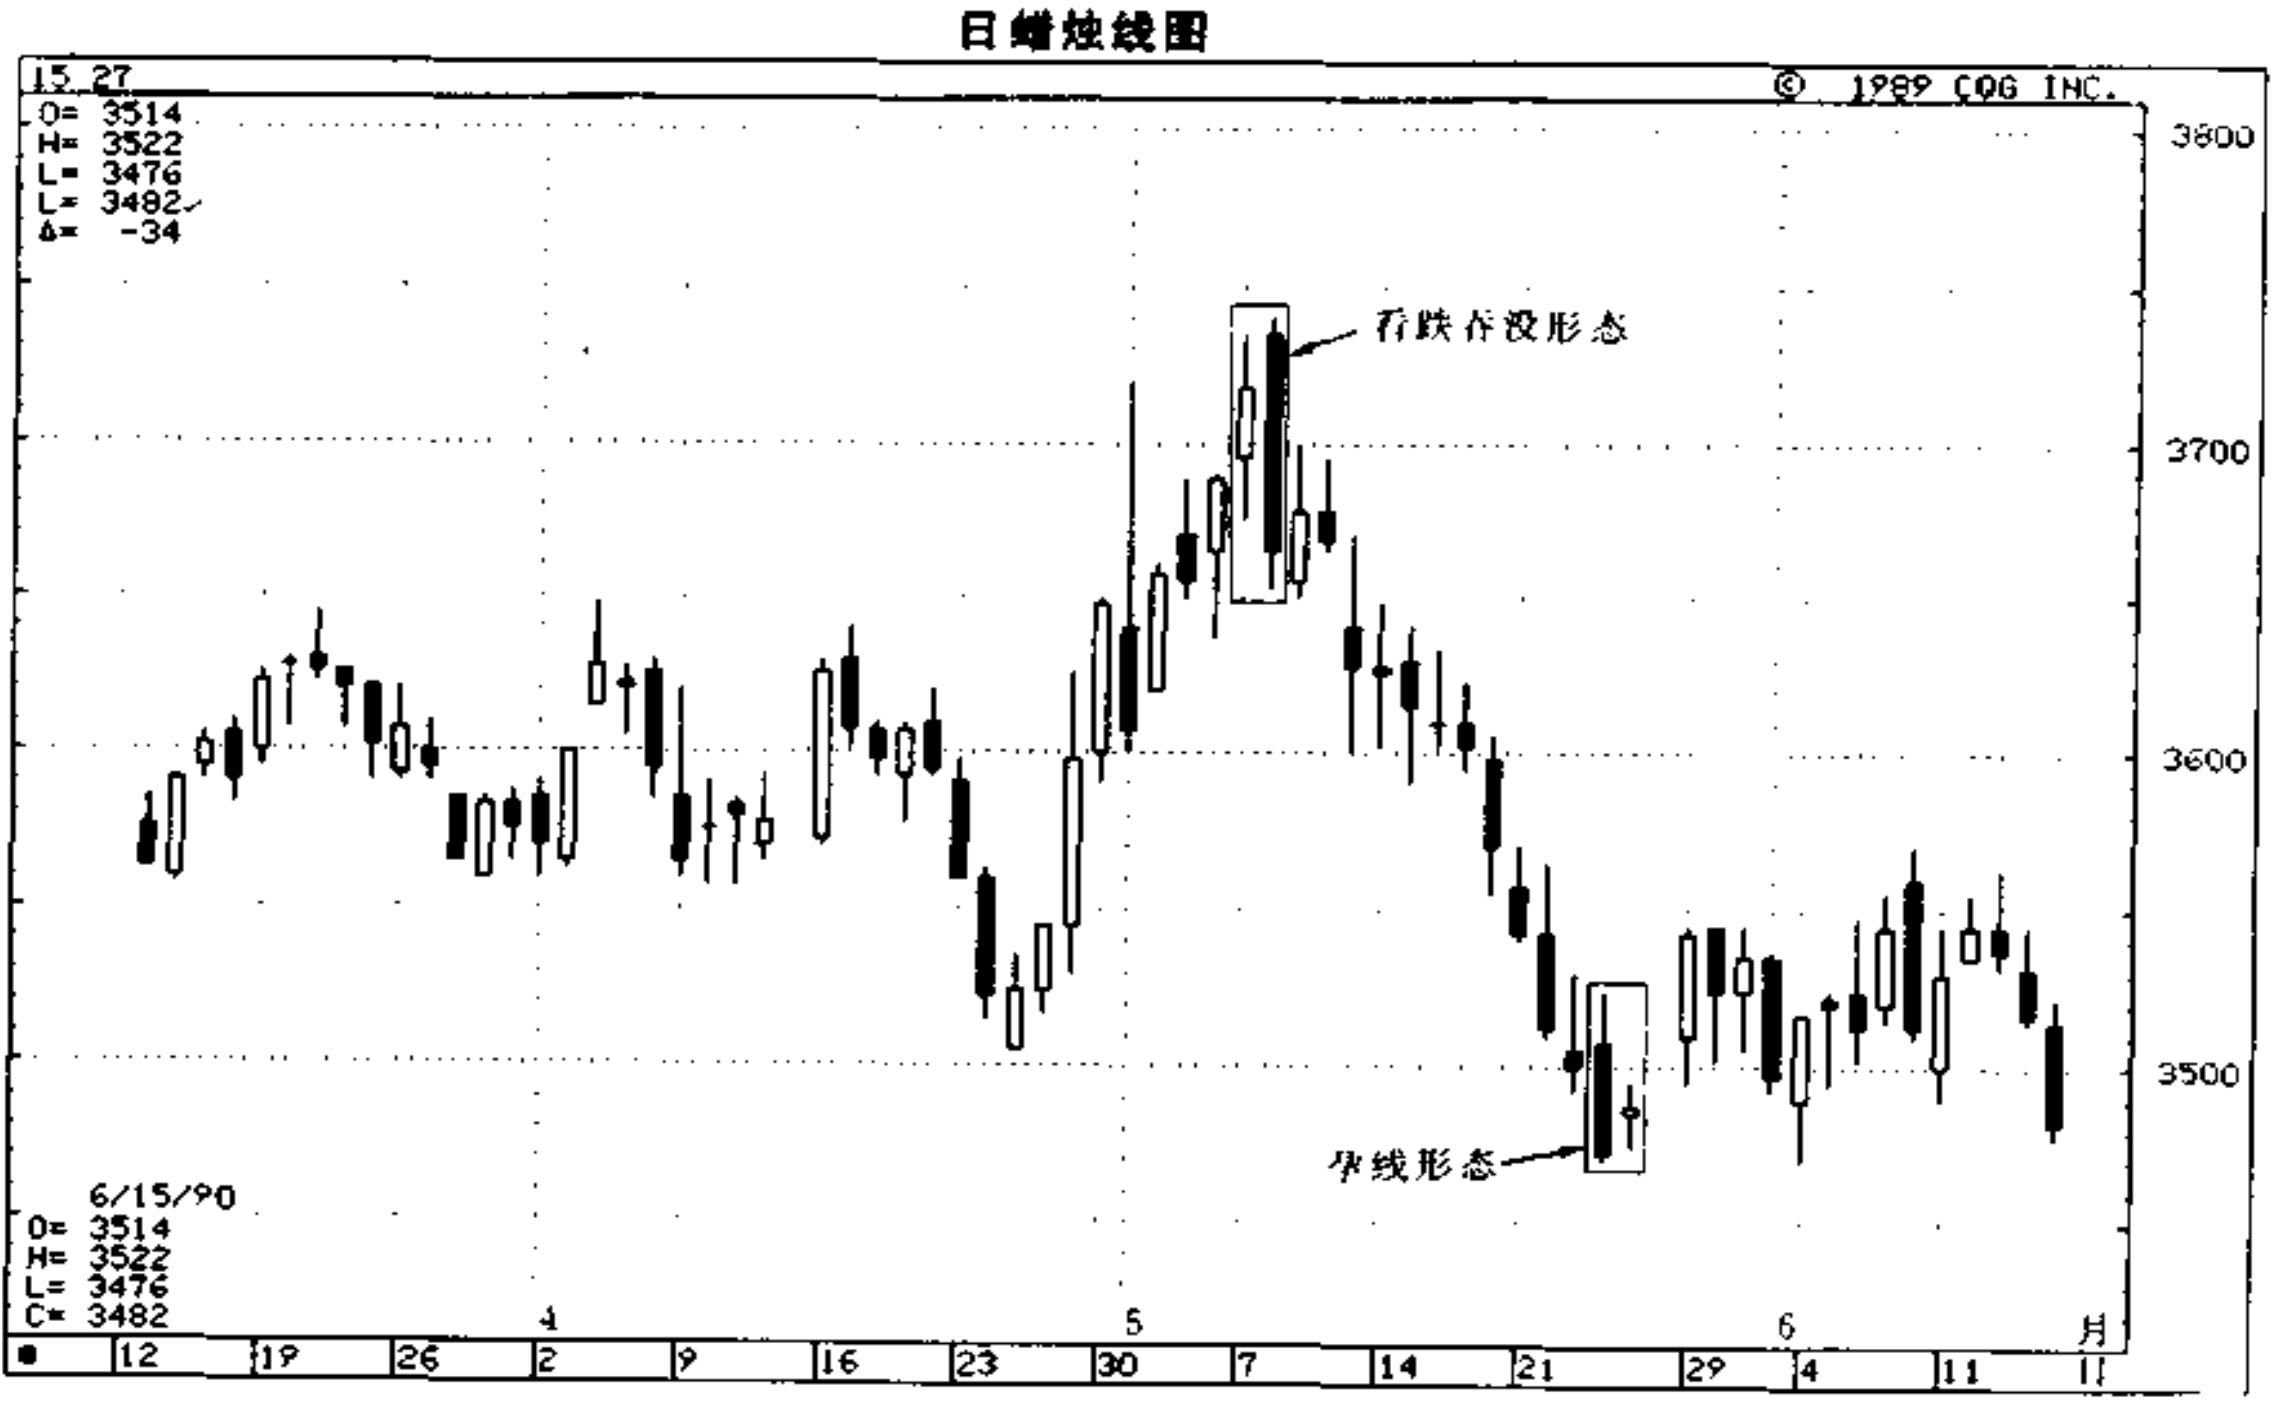 日蜡烛线图
15.27
© 1989 CQG INC.
O= 3514
H= 3522
L= 3476
L= 3482
Δ= -34
3800
看跌吞没形态
3700
3600
3500
孕线形态
6/15/90
O= 3514
H= 3522
L= 3476
C= 3482
4 5 6 月
12 19 26 2 9 16 23 30 7 14 21 29 4 11